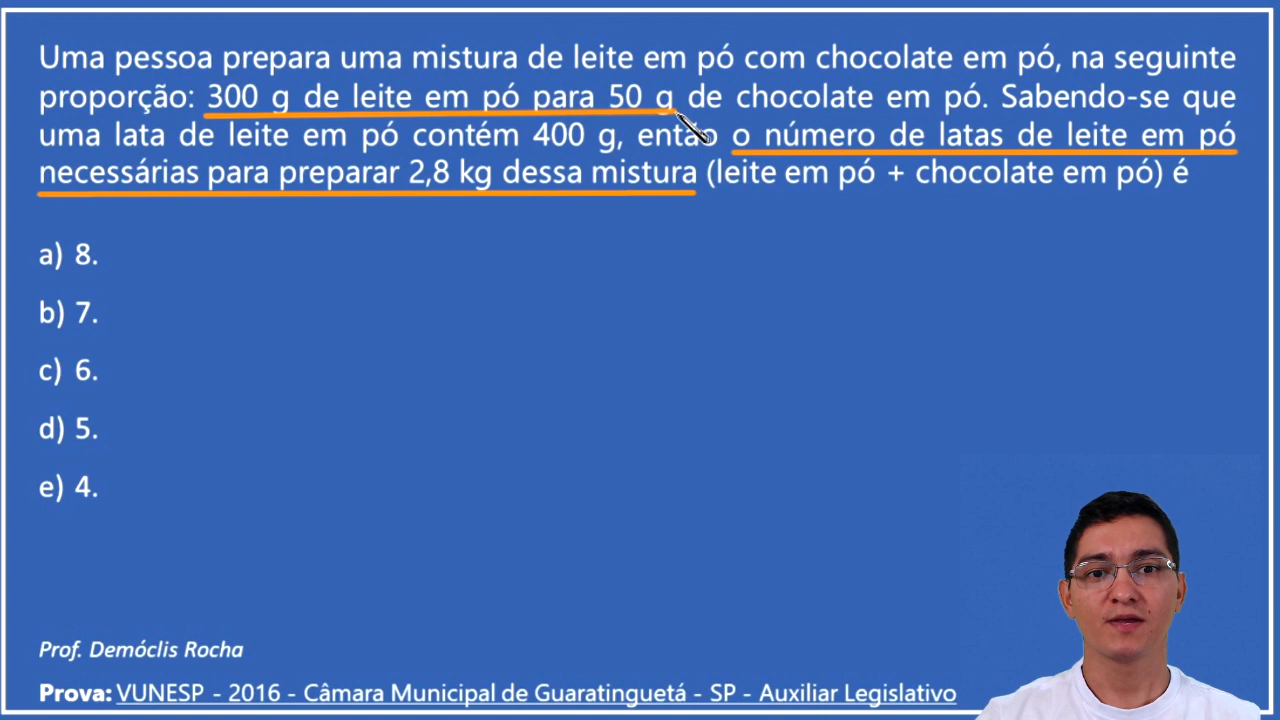 Uma pessoa prepara uma mistura de leite em pó com chocolate em pó, na seguinte
proporção: 300 g de leite em pó para 50 g de chocolate em pó. Sabendo-se que
uma lata de leite em pó contém 400 g, então o número de latas de leite em pó
necessárias para preparar 2,8 kg dessa mistura (leite em pó + chocolate em pó) é
a) 8.
b) 7.
c) 6.
d) 5.
e) 4.
Prof. Demóclis Rocha
Prova: VUNESP - 2016 - Câmara Municipal de Guaratinguetá - SP - Auxiliar Legislativo